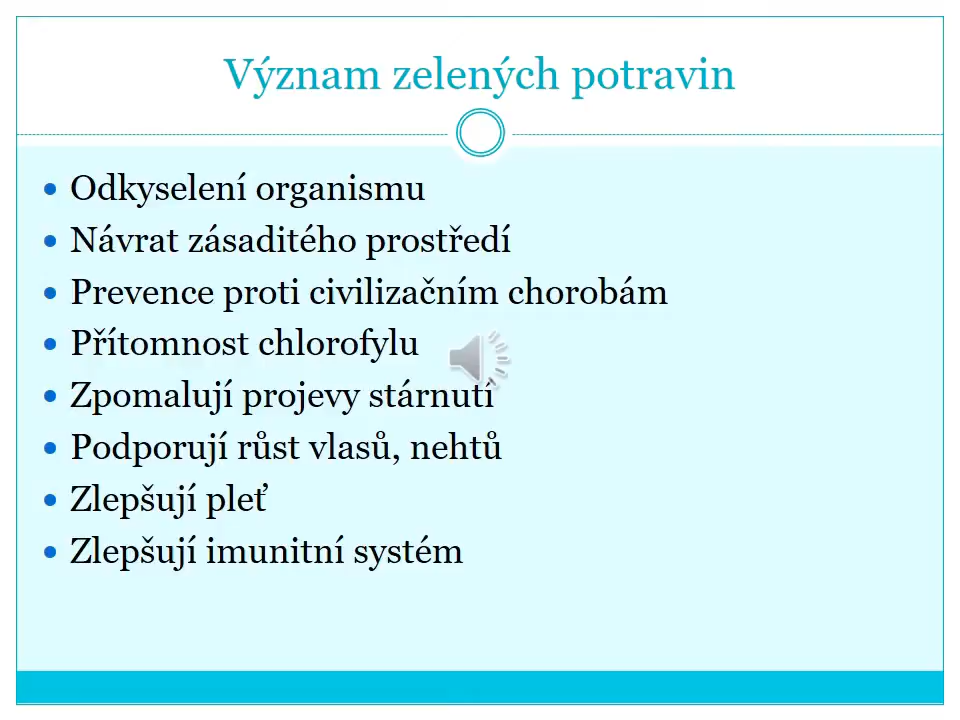 Význam zelených potravin
Odkyselení organismu
Návrat zásaditého prostředí
Prevence proti civilizačním chorobám
Přítomnost chlorofylu
Zpomalují projevy stárnutí
Podporují růst vlasů, nehtů
Zlepšují pleť
Zlepšují imunitní systém